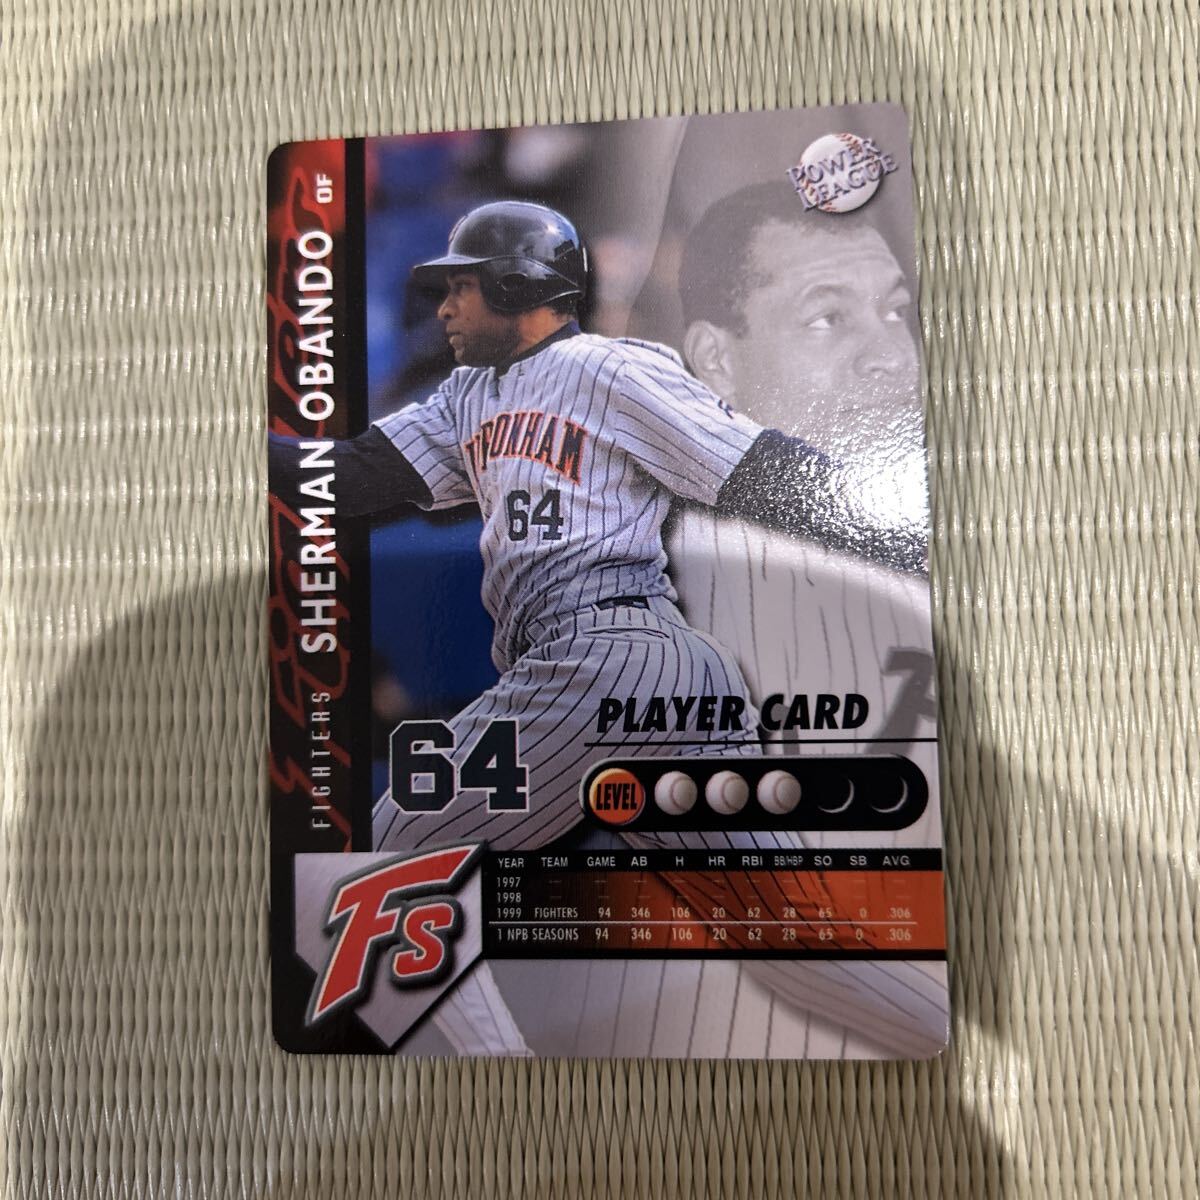 POWER
LEAGUE
FIGHTERS SHERMAN OBANDO OF
NIPPONHAM
64
PLAYER CARD
64
LEVEL
Fs
YEAR TEAM GAME AB H HR RBI BB/HBP SO SB AVG
1997 — — — — — — — — — —
1998 — — — — — — — — — —
1999 FIGHTERS 94 346 106 20 62 28 65 0 .306
1 NPB SEASONS 94 346 106 20 62 28 65 0 .306